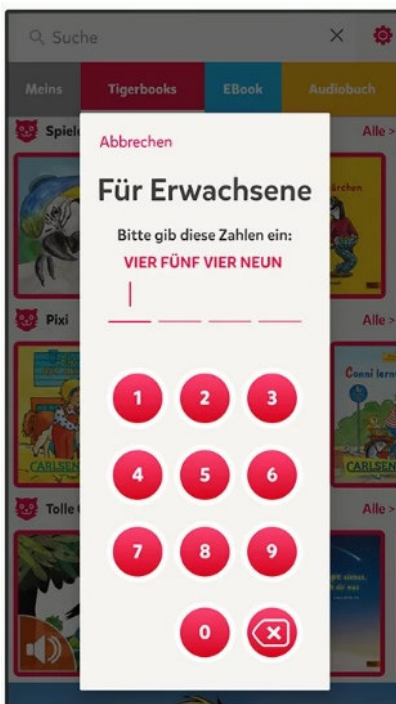 Suche
Meins Tigerbooks EBook Audiobuch
Alle >
Abbrechen
Für Erwachsene
Bitte gib diese Zahlen ein:
VIER FÜNF VIER NEUN
Pixi
Alle >
1 2 3
4 5 6
CARLSEN CARLSEN
Tolle
Alle >
7 8 9
0